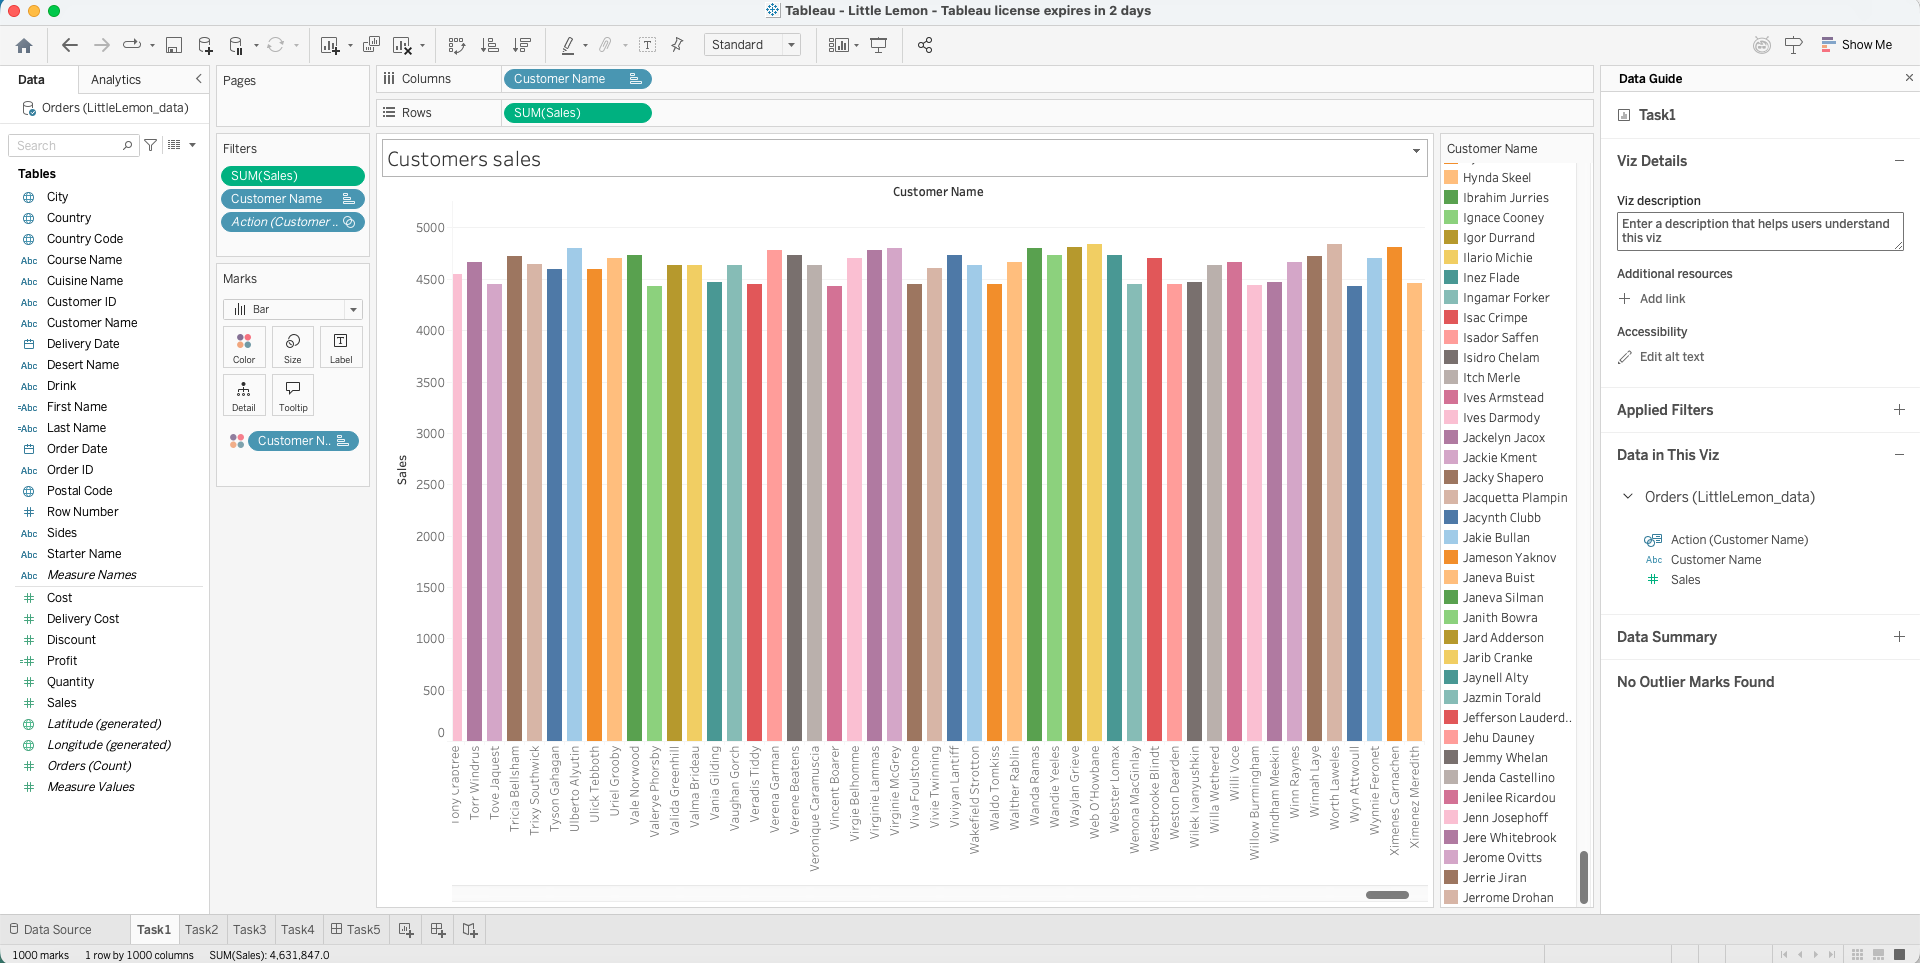 Tableau - Little Lemon - Tableau license expires in 2 days
Standard
Show Me
Data
Analytics
Orders (LittleLemon_data)
Search
Tables
City
Country
Country Code
Abc Course Name
Abc Cuisine Name
Abc Customer ID
Abc Customer Name
Delivery Date
Abc Desert Name
Abc Drink
=Abc First Name
=Abc Last Name
Order Date
Abc Order ID
Postal Code
# Row Number
Abc Sides
Abc Starter Name
Abc Measure Names
# Cost
# Delivery Cost
# Discount
=# Profit
# Quantity
# Sales
Latitude (generated)
Longitude (generated)
# Orders (Count)
# Measure Values
Pages
Filters
SUM(Sales)
Customer Name
Action (Customer ..
Marks
Bar
Color
Size
Label
Detail
Tooltip
Customer N..
Columns
Customer Name
Rows
SUM(Sales)
Customers sales
Customer Name
5000
4500
4000
3500
3000
2500
2000
1500
1000
500
0
Sales
Tony Crabtree
Torr Windrus
Tove Jaquest
Tricia Bellsham
Trixy Southwick
Tyson Gahagan
Ulberto Alyutin
Ulick Tebboth
Uriel Grooby
Vale Norwood
Valerye Phorsby
Valida Greenhill
Valma Brideau
Vania Gilding
Vaughan Gorch
Veradis Tiddy
Verena Garman
Verene Beatens
Veronique Caramuscia
Vincent Boarer
Virgie Belhomme
Virginie Lammas
Virginie McGrey
Viva Foulstone
Vivie Twinning
Viviyan Lantiff
Wakefield Strotton
Waldo Tomkiss
Walther Rablin
Wanda Ramas
Wandie Yeeles
Waylan Grieve
Web O'Howbane
Webster Lomax
Wenona MacGinlay
Westbrooke Blindt
Weston Dearden
Wilek Ivanyushkin
Willa Wethered
Willi Voce
Willow Burmingham
Windham Meekin
Winn Raynes
Winnah Laye
Worth Laweles
Wyn Attwoull
Wynnie Feronet
Ximenes Carnachen
Ximenez Meredith
Customer Name
Hynda Skeel
Ibrahim Jurries
Ignace Cooney
Igor Durrand
Ilario Michie
Inez Flade
Ingamar Forker
Isac Crimpe
Isador Saffen
Isidro Chelam
Itch Merle
Ives Armstead
Ives Darmody
Jackelyn Jacox
Jackie Kment
Jacky Shapero
Jacquetta Plampin
Jacynth Clubb
Jakie Bullan
Jameson Yaknov
Janeva Buist
Janeva Silman
Janith Bowra
Jard Adderson
Jarib Cranke
Jaynell Alty
Jazmin Torald
Jefferson Lauderd..
Jehu Dauney
Jemmy Whelan
Jenda Castellino
Jenilee Ricardou
Jenn Josephoff
Jere Whitebrook
Jerome Ovitts
Jerrie Jiran
Jerrome Drohan
Data Guide
Task1
Viz Details
Viz description
Enter a description that helps users understand
this viz
Additional resources
Add link
Accessibility
Edit alt text
Applied Filters
Data in This Viz
Orders (LittleLemon_data)
Action (Customer Name)
Abc Customer Name
# Sales
Data Summary
No Outlier Marks Found
Data Source
Task1
Task2
Task3
Task4
Task5
1000 marks
1 row by 1000 columns
SUM(Sales): 4,631,847.0